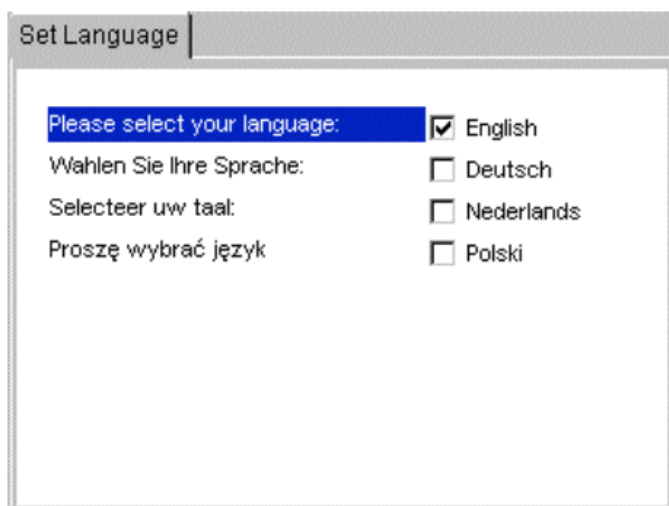 Set Language
Please select your language: English
Wahlen Sie Ihre Sprache: Deutsch
Selecteer uw taal: Nederlands
Proszę wybrać język Polski